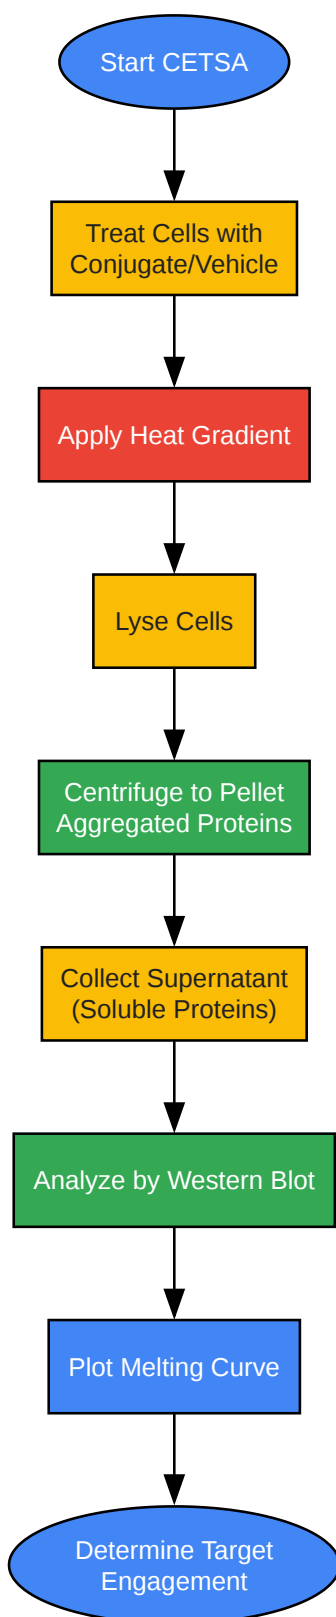 Start CETSA
Treat Cells with
Conjugate/Vehicle
Apply Heat Gradient
Lyse Cells
Centrifuge to Pellet
Aggregated Proteins
Collect Supernatant
(Soluble Proteins)
Analyze by Western Blot
Plot Melting Curve
Determine Target
Engagement